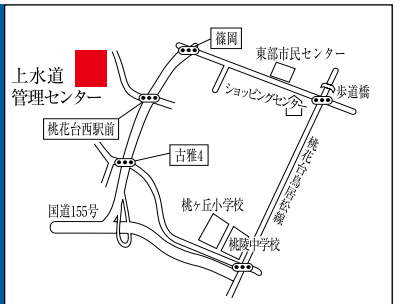 篠岡
東部市民センター
上水道
管理センター
ショッピングセンター
歩道橋
桃花台西駅前
古雅4
桃花台鳥居松線
国道155号
桃ヶ丘小学校
桃陵中学校